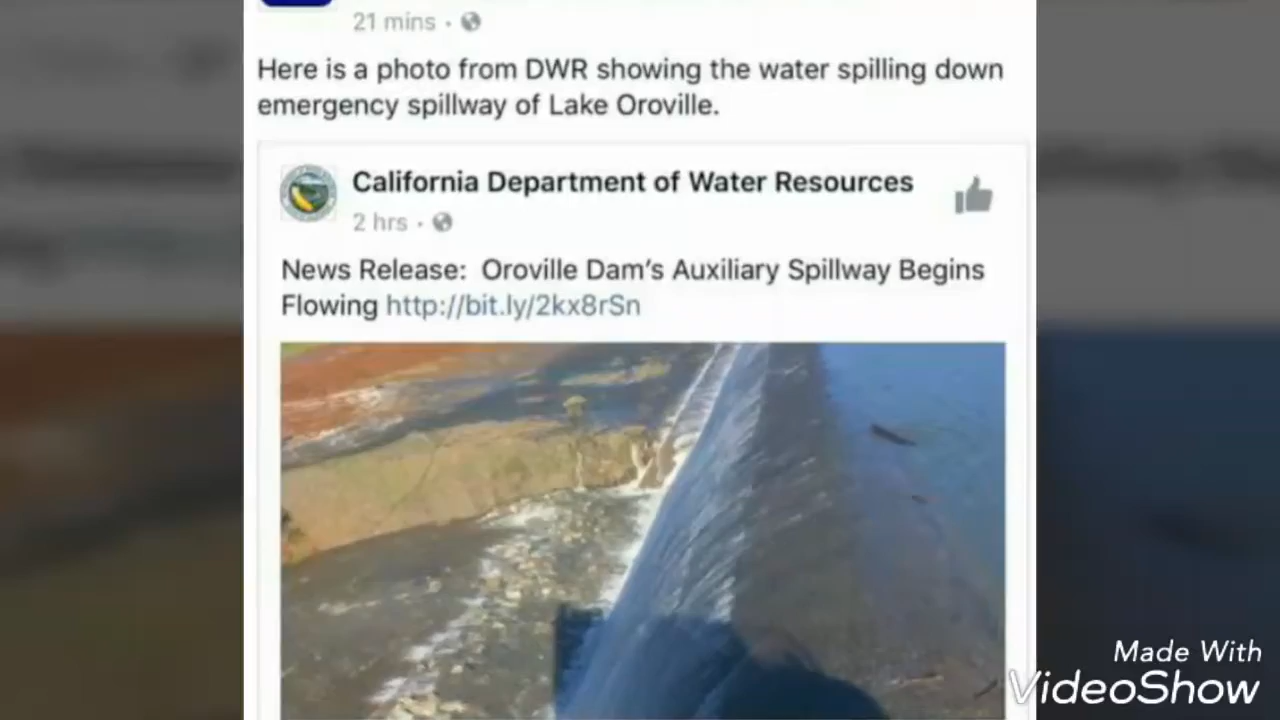 21 mins ·
Here is a photo from DWR showing the water spilling down
emergency spillway of Lake Oroville.
California Department of Water Resources
2 hrs ·
News Release: Oroville Dam's Auxiliary Spillway Begins
Flowing http://bit.ly/2kx8rSn
Made With
VideoShow